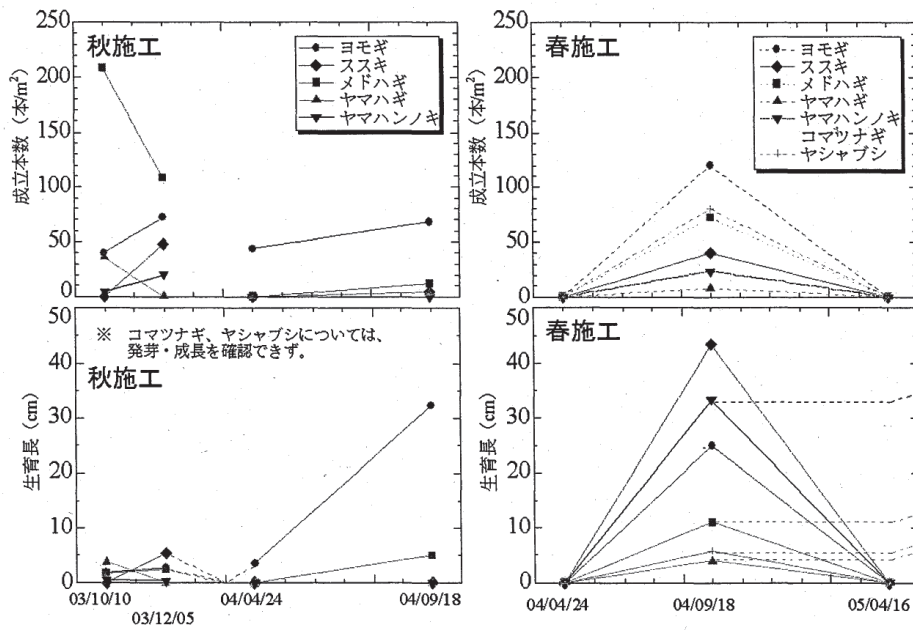 250
200
150
100
50
0
成立本数（本/m²）
秋施工
ヨモギ
ススキ
メドハギ
ヤマハギ
ヤマハンノキ
250
200
150
100
50
0
成立本数（本/m²）
春施工
ヨモギ
ススキ
メドハギ
ヤマハギ
ヤマハンノキ
コマツナギ
ヤシャブシ
50
40
30
20
10
0
生育長（cm）
※ コマツナギ、ヤシャブシについては、
発芽・成長を確認できず。
秋施工
03/10/10
03/12/05
04/04/24
04/09/18
50
40
30
20
10
0
生育長（cm）
春施工
04/04/24
04/09/18
05/04/16